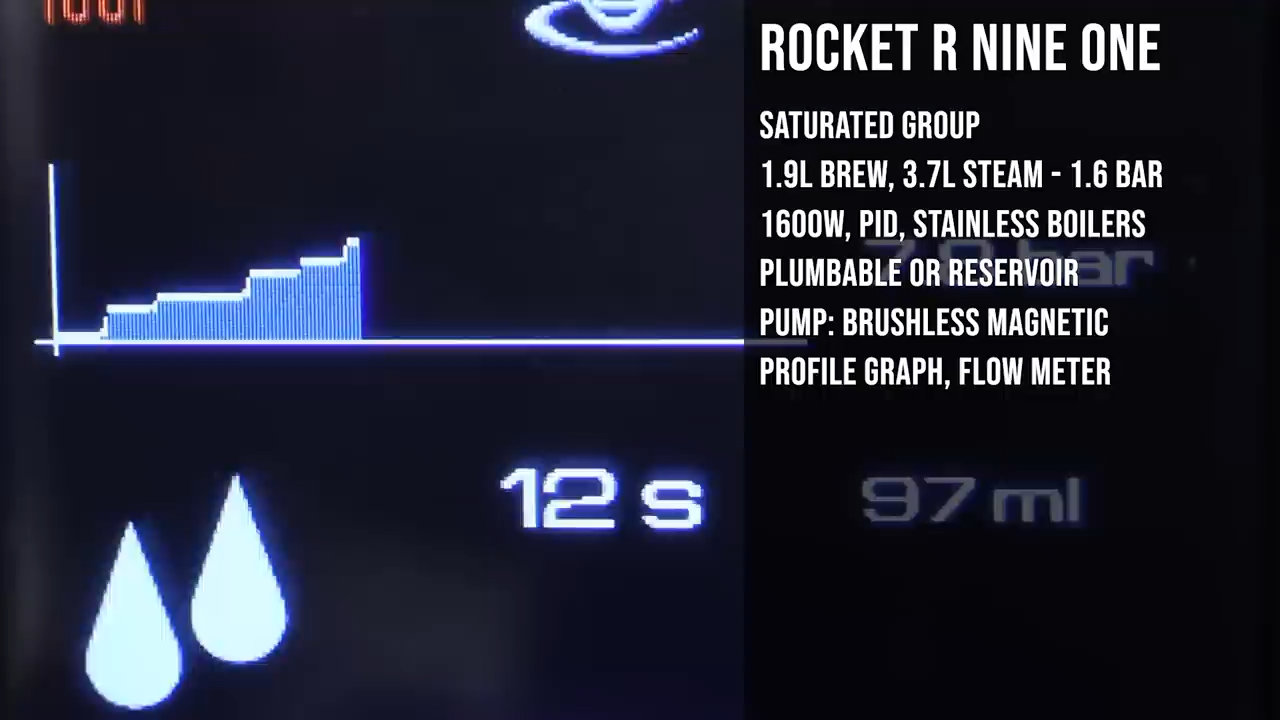 ROCKET R NINE ONE
SATURATED GROUP
1.9L BREW, 3.7L STEAM - 1.6 BAR
1600W, PID, STAINLESS BOILERS
PLUMBABLE OR RESERVOIR
PUMP: BRUSHLESS MAGNETIC
PROFILE GRAPH, FLOW METER
bar
12 s
97 ml